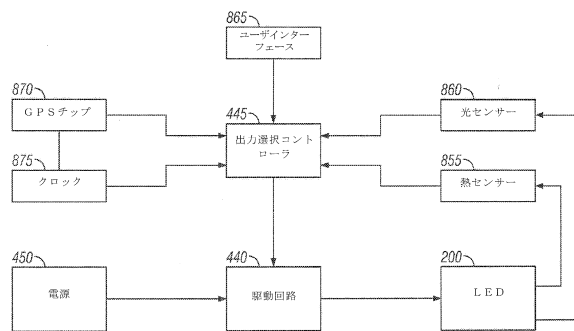 865
ユーザインター
フェース
870
GPSチップ
445
出力選択コント
ローラ
860
光センサー
875
クロック
855
熱センサー
450
電源
440
駆動回路
200
LED